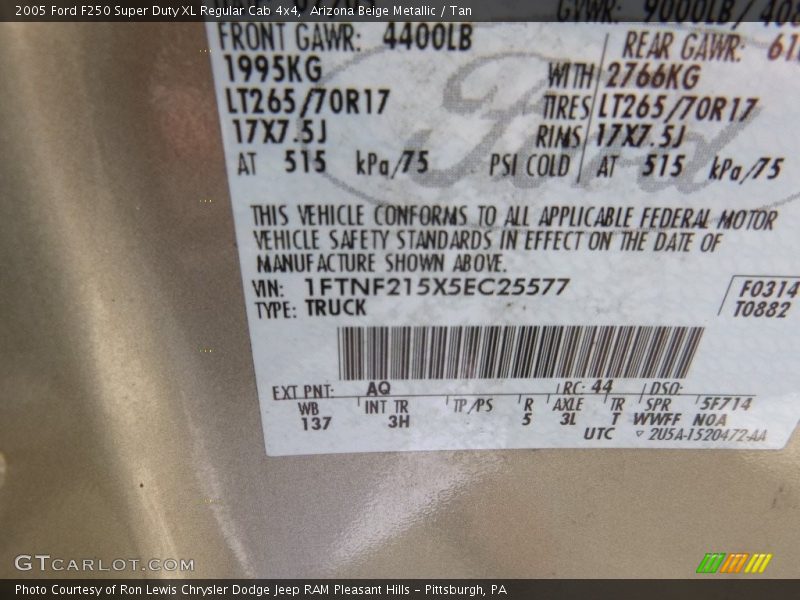 2005 Ford F250 Super Duty XL Regular Cab 4x4, Arizona Beige Metallic / Tan
GVWR: 9000LB/
FRONT GAWR: 4400LB REAR GAWR:
1995KG WITH 2766KG
LT265/70R17 TIRES LT265/70R17
17X7.5J RIMS 17X7.5J
AT 515 kPa/75 PSI COLD AT 515 kPa/75
THIS VEHICLE CONFORMS TO ALL APPLICABLE FEDERAL MOTOR
VEHICLE SAFETY STANDARDS IN EFFECT ON THE DATE OF
MANUFACTURE SHOWN ABOVE.
VIN: 1FTNF215X5EC25577 F0314
TYPE: TRUCK T0882
EXT PNT: AQ RC: 44 DSO:
WB INT TR TP/PS R AXLE TR SPR 5F714
137 3H 5 3L T WWFF NOA
UTC 2U5A-1520472-AA
GTCARLOT.COM
Photo Courtesy of Ron Lewis Chrysler Dodge Jeep RAM Pleasant Hills - Pittsburgh, PA